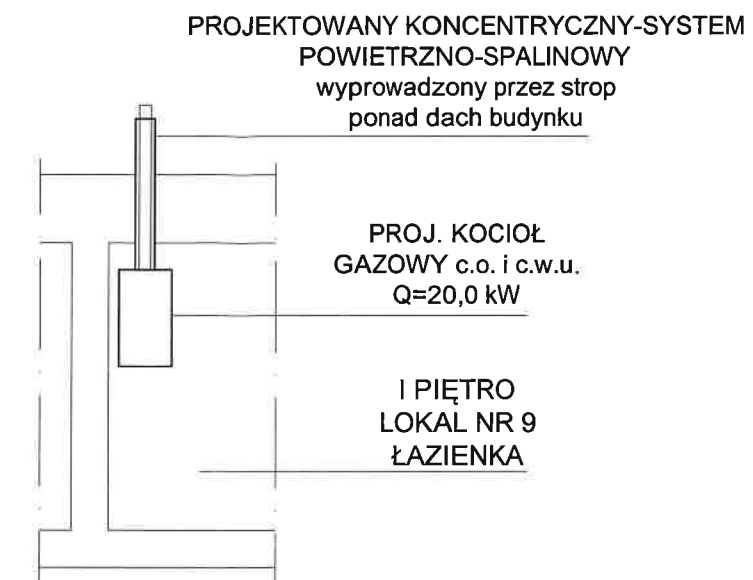 PROJEKTOWANY KONCENTRYCZNY-SYSTEM
POWIETRZNO-SPALINOWY
wyprowadzony przez strop
ponad dach budynku
PROJ. KOCIOŁ
GAZOWY c.o. i c.w.u.
Q=20,0 kW
I PIĘTRO
LOKAL NR 9
ŁAZIENKA